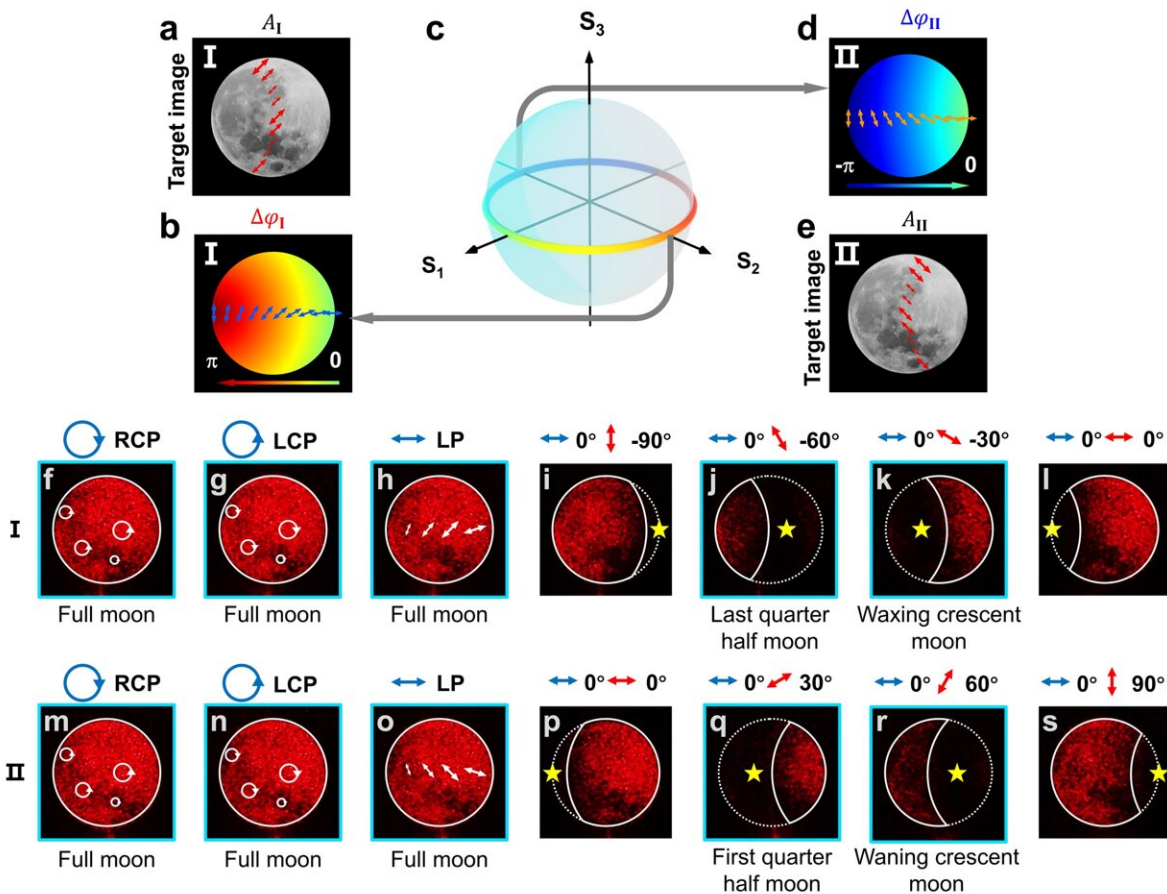 a
A_I
I
Target image
c
S₃
S₁
S₂
d
Δφ_II
II
-π
0
b
Δφ_I
I
π
0
e
A_II
II
Target image
RCP
LCP
LP
0° -90°
0° -60°
0° -30°
0° 0°
I
f
g
h
i
j
k
l
Full moon
Full moon
Full moon
Last quarter
half moon
Waxing crescent
moon
RCP
LCP
LP
0° 0°
0° 30°
0° 60°
0° 90°
II
m
n
o
p
q
r
s
Full moon
Full moon
Full moon
First quarter
half moon
Waning crescent
moon